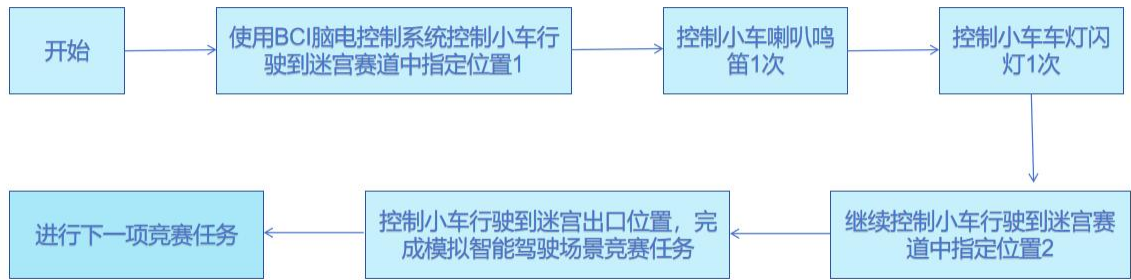 开始
使用BCI脑电控制系统控制小车行
驶到迷宫赛道中指定位置1
控制小车喇叭鸣
笛1次
控制小车车灯闪
灯1次
继续控制小车行驶到迷宫赛
道中指定位置2
控制小车行驶到迷宫出口位置，完
成模拟智能驾驶场景竞赛任务
进行下一项竞赛任务